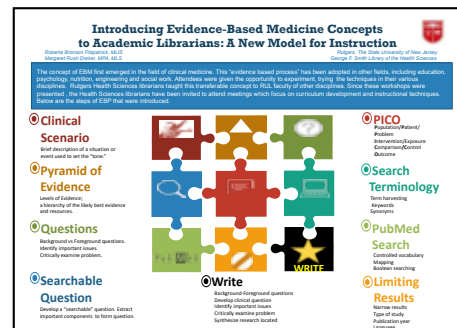 Introducing Evidence-Based Medicine Concepts
to Academic Librarians: A New Model for Instruction
Roberta Bronson Fitzpatrick, MLIS
Margaret Rush Dreker, MPA, MLS
Rutgers, The State University of New Jersey
George F. Smith Library of the Health Sciences
The concept of EBM first emerged in the field of clinical medicine. This "evidence based process" has been adopted in other fields, including education,
psychology, nutrition, engineering and social work. Attendees were given the opportunity to experiment, trying the techniques in their various
disciplines. Rutgers Health Sciences librarians taught this transferable concept to RUL faculty of other disciplines. Since these workshops were
presented , the Health Sciences librarians have been invited to attend meetings which focus on curriculum development and instructional techniques.
Below are the steps of EBP that were introduced.
Clinical
Scenario
Brief description of a situation or
event used to set the "tone."
Pyramid of
Evidence
Levels of Evidence;
a hierarchy of the likely best evidence
and resources.
Questions
Background vs Foreground questions.
Identify important issues.
Critically examine problem.
Searchable
Question
Develop a "searchable" question. Extract
important components to form question.
WRITE
Write
Background-Foreground questions
Develop clinical question
Identify important issues
Critically examine problem
Synthesize research located
PICO
Population/Patient/
Problem
Intervention/Exposure
Comparison/Control
Outcome
Search
Terminology
Term harvesting
Keywords
Synonyms
PubMed
Search
Controlled vocabulary
Mapping
Boolean searching
Limiting
Results
Narrow results
Type of study
Publication year
Language